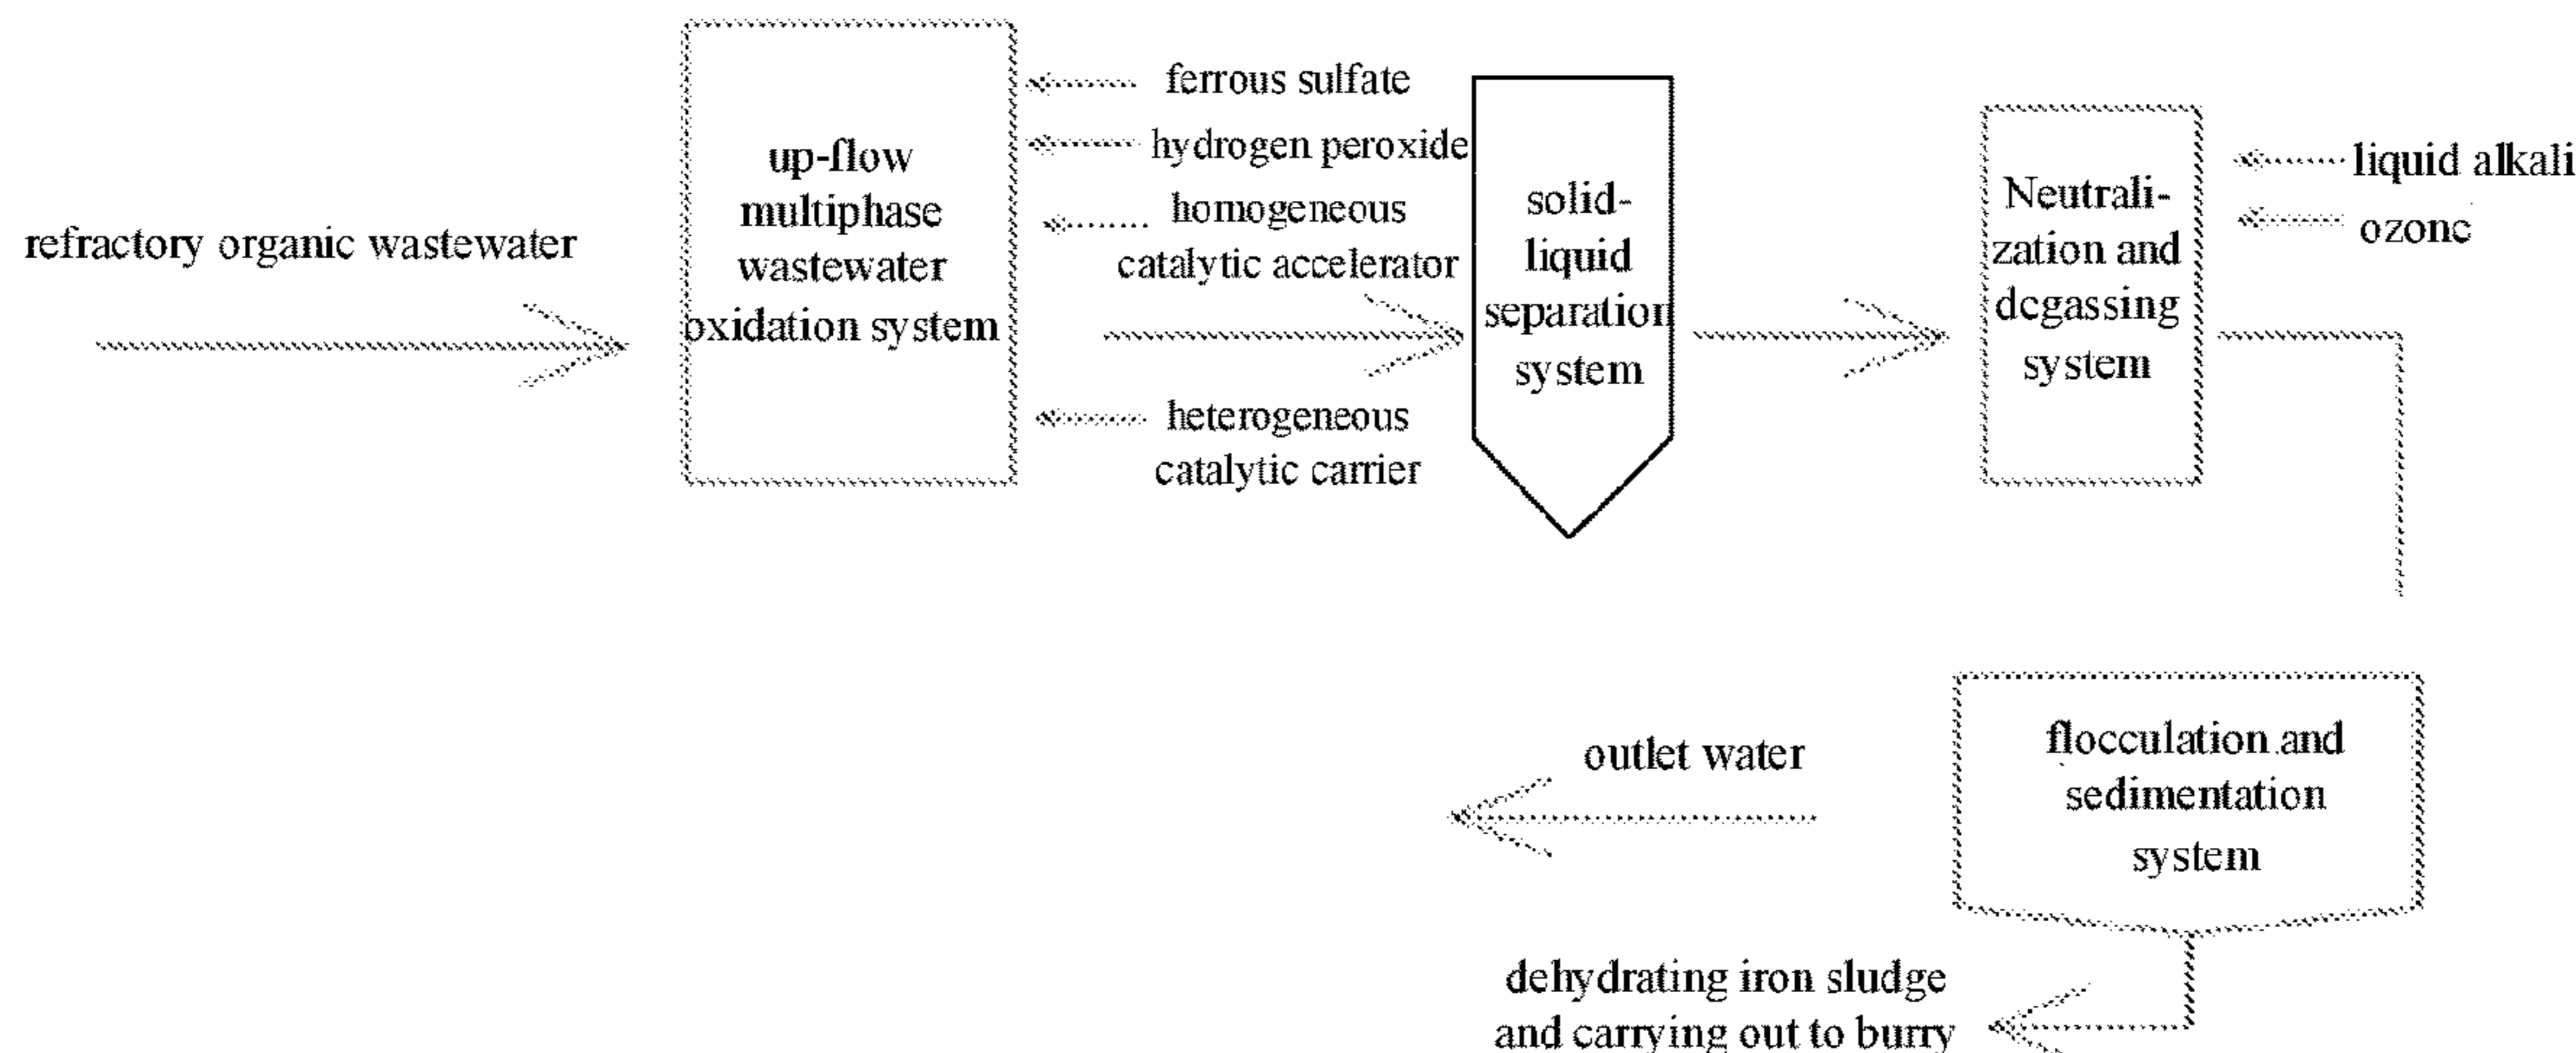 refractory organic wastewater
up-flow
multiphase
wastewater
oxidation system
ferrous sulfate
hydrogen peroxide
homogeneous
catalytic accelerator
heterogeneous
catalytic carrier
solid-
liquid
separation
system
Neutrali-
zation and
degassing
system
liquid alkali
ozone
flocculation and
sedimentation
system
outlet water
dehydrating iron sludge
and carrying out to burry